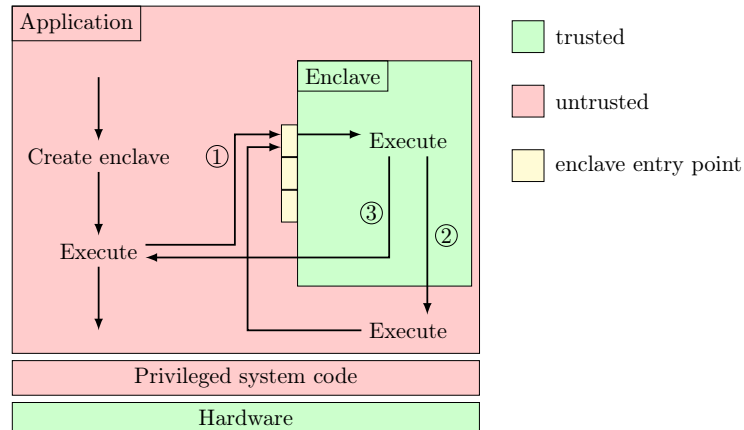 Application
trusted
Enclave
untrusted
①
Execute
Create enclave
enclave entry point
③
②
Execute
Execute
Privileged system code
Hardware